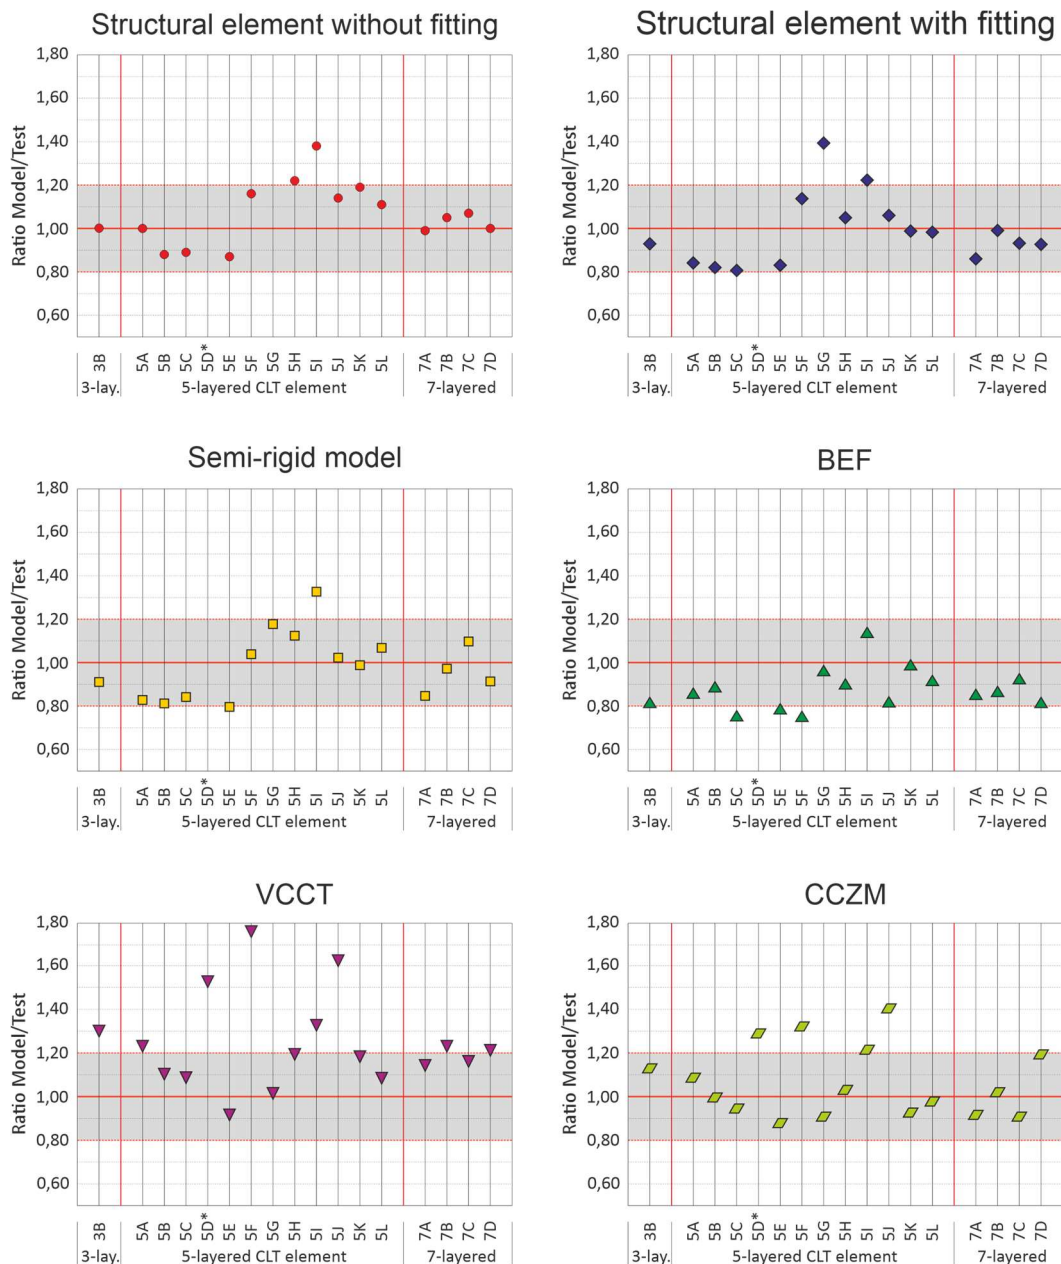 Structural element without fitting
Ratio Model/Test
1,80
1,60
1,40
1,20
1,00
0,80
0,60
3B 5A 5B 5C 5D* 5E 5F 5G 5H 5I 5J 5K 5L 7A 7B 7C 7D
3-lay. 5-layered CLT element 7-layered
Structural element with fitting
Ratio Model/Test
1,80
1,60
1,40
1,20
1,00
0,80
0,60
3B 5A 5B 5C 5D* 5E 5F 5G 5H 5I 5J 5K 5L 7A 7B 7C 7D
3-lay. 5-layered CLT element 7-layered
Semi-rigid model
Ratio Model/Test
1,80
1,60
1,40
1,20
1,00
0,80
0,60
3B 5A 5B 5C 5D* 5E 5F 5G 5H 5I 5J 5K 5L 7A 7B 7C 7D
3-lay. 5-layered CLT element 7-layered
BEF
Ratio Model/Test
1,80
1,60
1,40
1,20
1,00
0,80
0,60
3B 5A 5B 5C 5D* 5E 5F 5G 5H 5I 5J 5K 5L 7A 7B 7C 7D
3-lay. 5-layered CLT element 7-layered
VCCT
Ratio Model/Test
1,80
1,60
1,40
1,20
1,00
0,80
0,60
3B 5A 5B 5C 5D* 5E 5F 5G 5H 5I 5J 5K 5L 7A 7B 7C 7D
3-lay. 5-layered CLT element 7-layered
CCZM
Ratio Model/Test
1,80
1,60
1,40
1,20
1,00
0,80
0,60
3B 5A 5B 5C 5D* 5E 5F 5G 5H 5I 5J 5K 5L 7A 7B 7C 7D
3-lay. 5-layered CLT element 7-layered